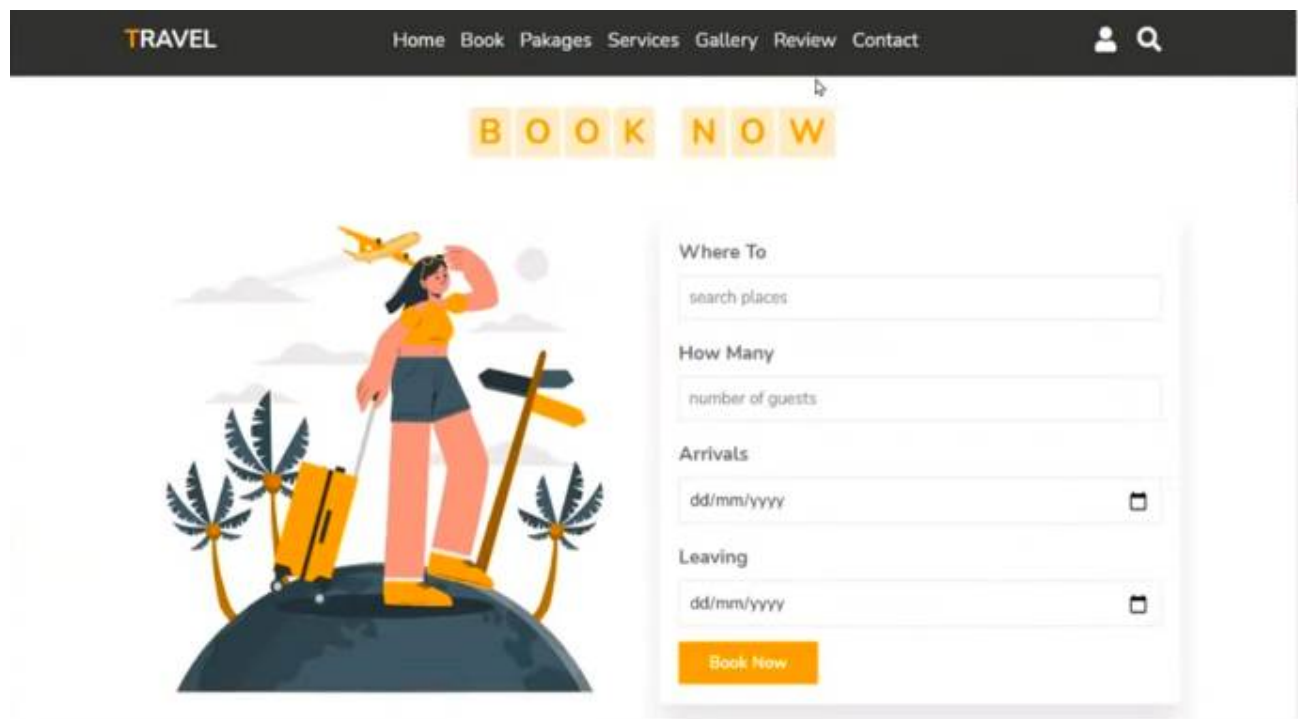 TRAVEL Home Book Pakages Services Gallery Review Contact
BOOK NOW
Where To
search places
How Many
number of guests
Arrivals
dd/mm/yyyy
Leaving
dd/mm/yyyy
Book Now